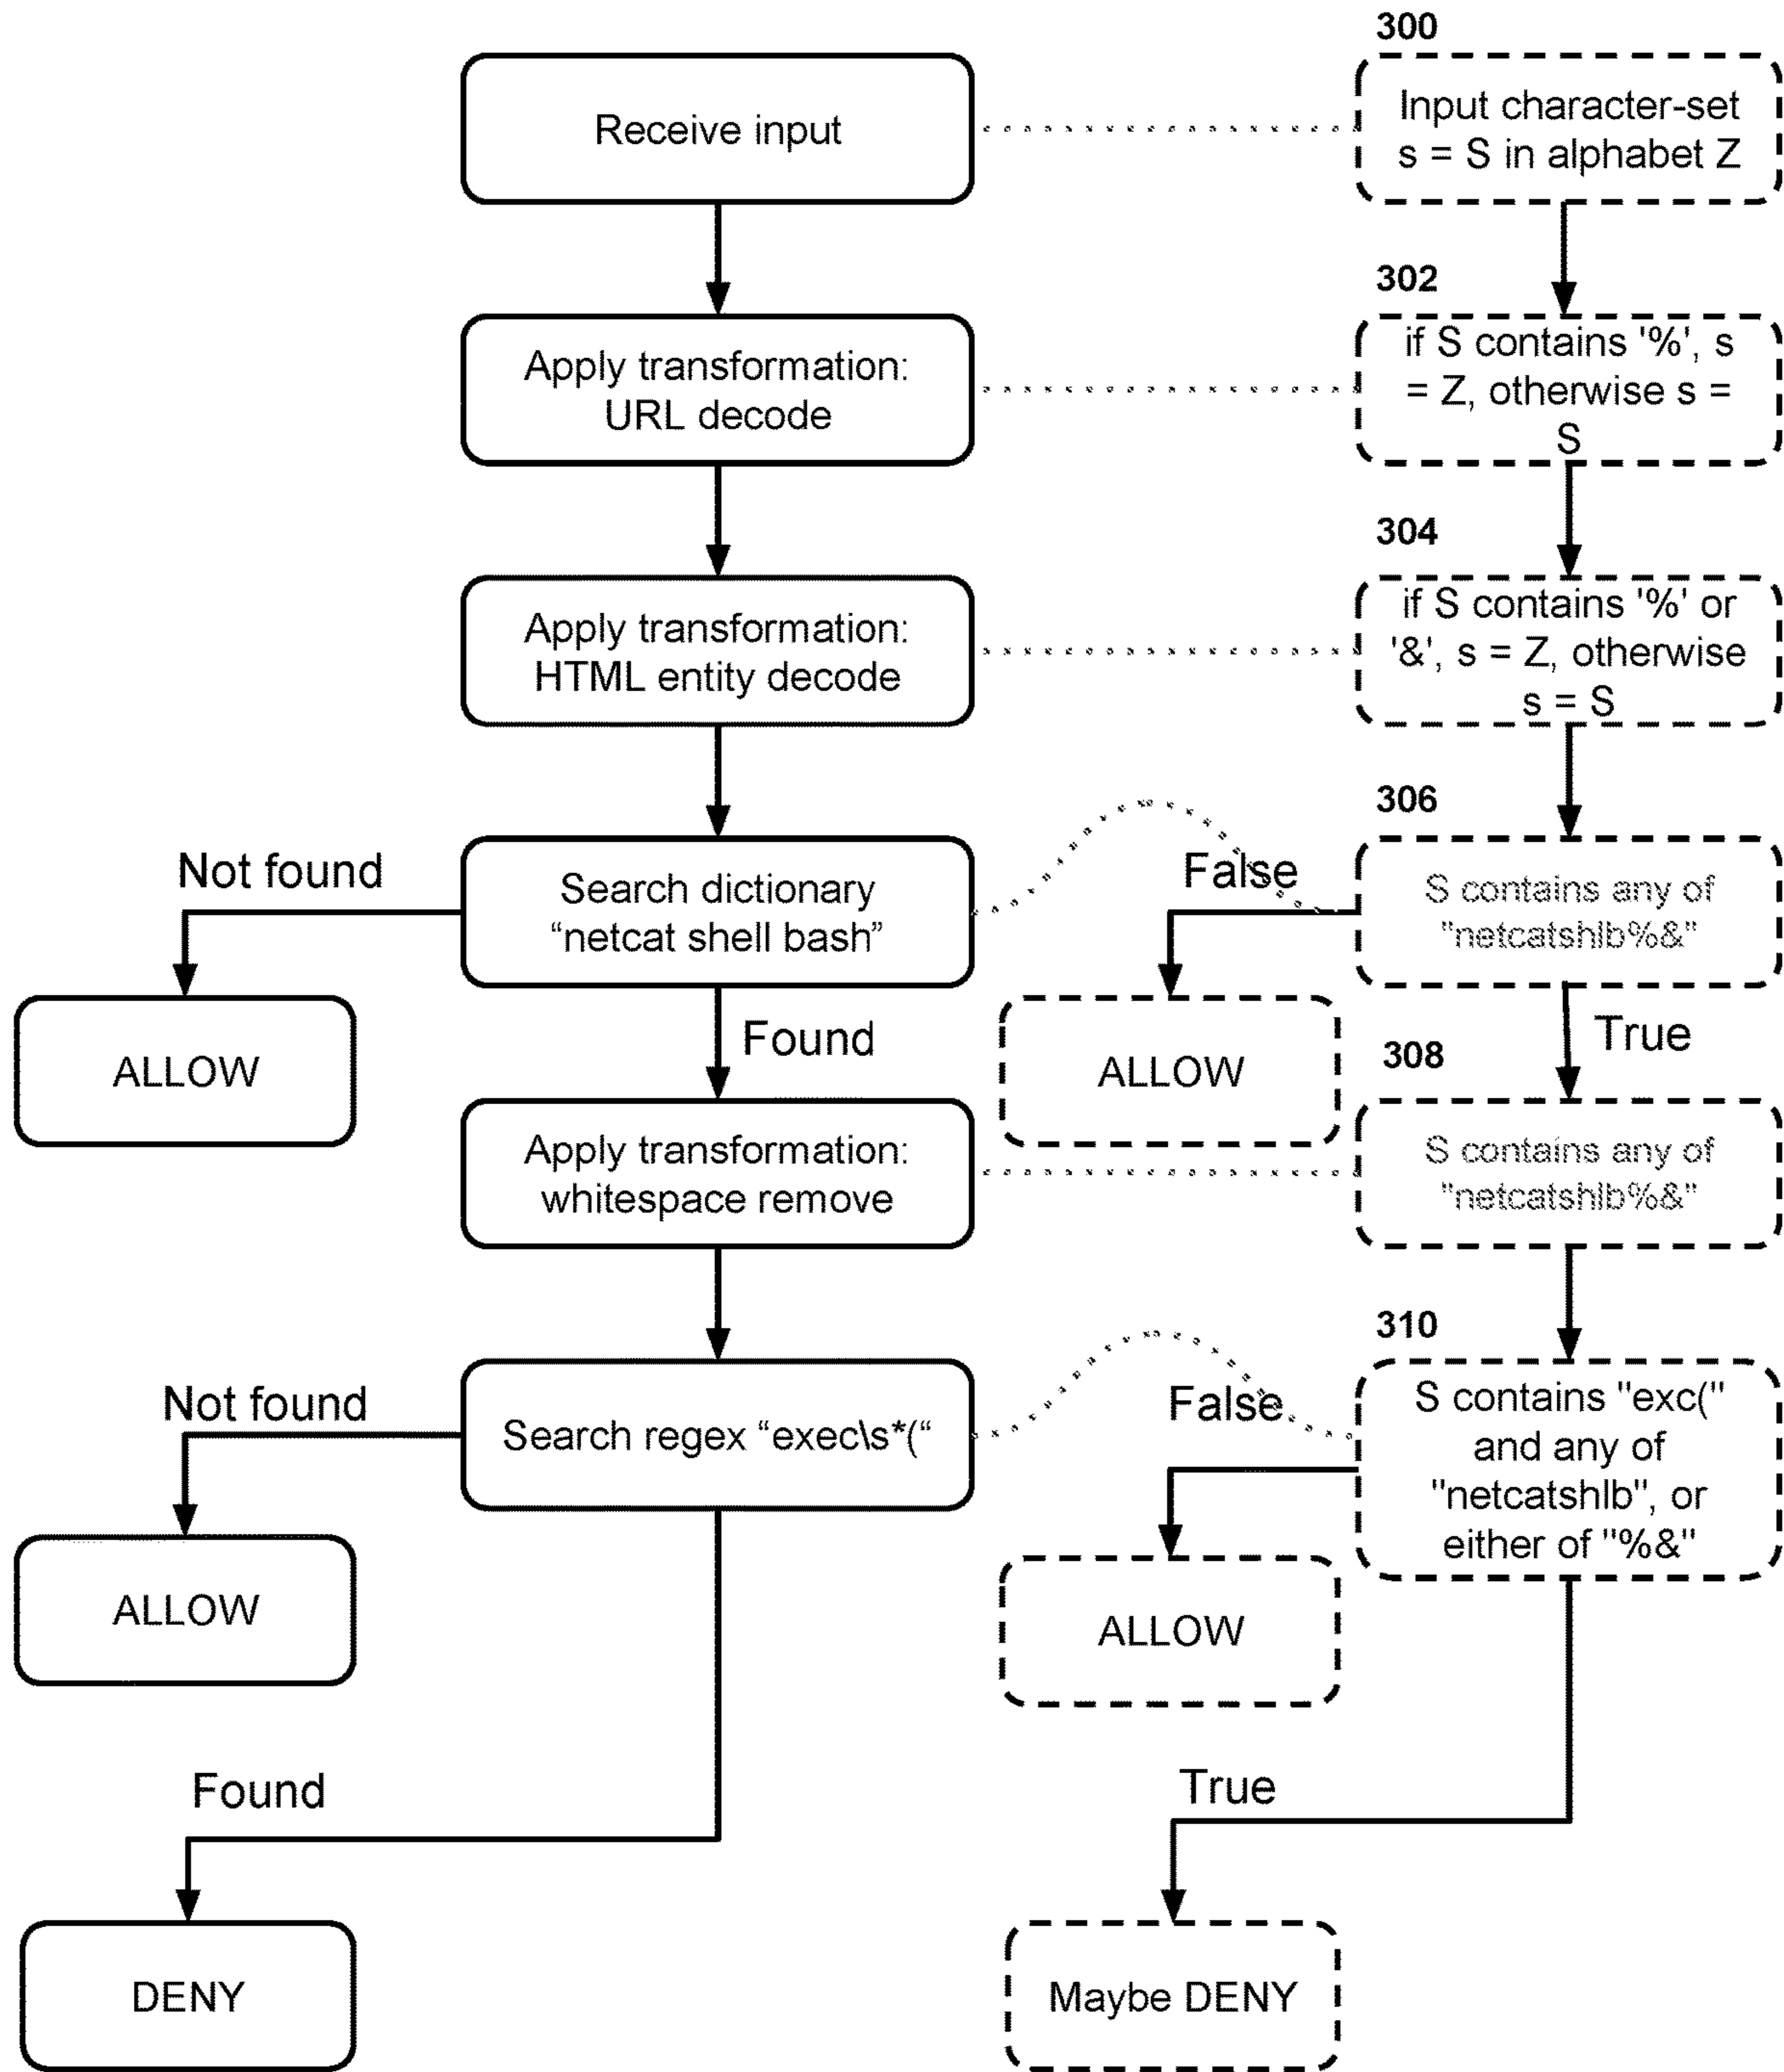 300
Receive input
Input character-set
s = S in alphabet Z
302
Apply transformation:
URL decode
if S contains '%', s
= Z, otherwise s =
S
304
Apply transformation:
HTML entity decode
if S contains '%' or
'&', s = Z, otherwise
s = S
306
Not found
Search dictionary
“netcat shell bash”
False
S contains any of
"netcatshlb%&"
ALLOW
Found
ALLOW
True
308
Apply transformation:
whitespace remove
S contains any of
"netcatshlb%&"
310
Not found
Search regex “exec\s*(“
False
S contains "exc("
and any of
"netcatshlb", or
either of "%&"
ALLOW
ALLOW
Found
True
DENY
Maybe DENY